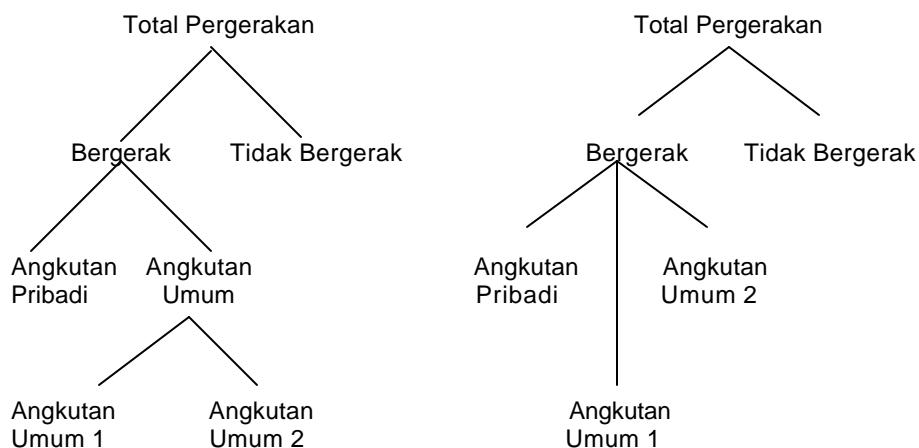 Total Pergerakan
Bergerak
Tidak Bergerak
Angkutan
Pribadi
Angkutan
Umum
Angkutan
Umum 1
Angkutan
Umum 2
Total Pergerakan
Bergerak
Tidak Bergerak
Angkutan
Pribadi
Angkutan
Umum 2
Angkutan
Umum 1